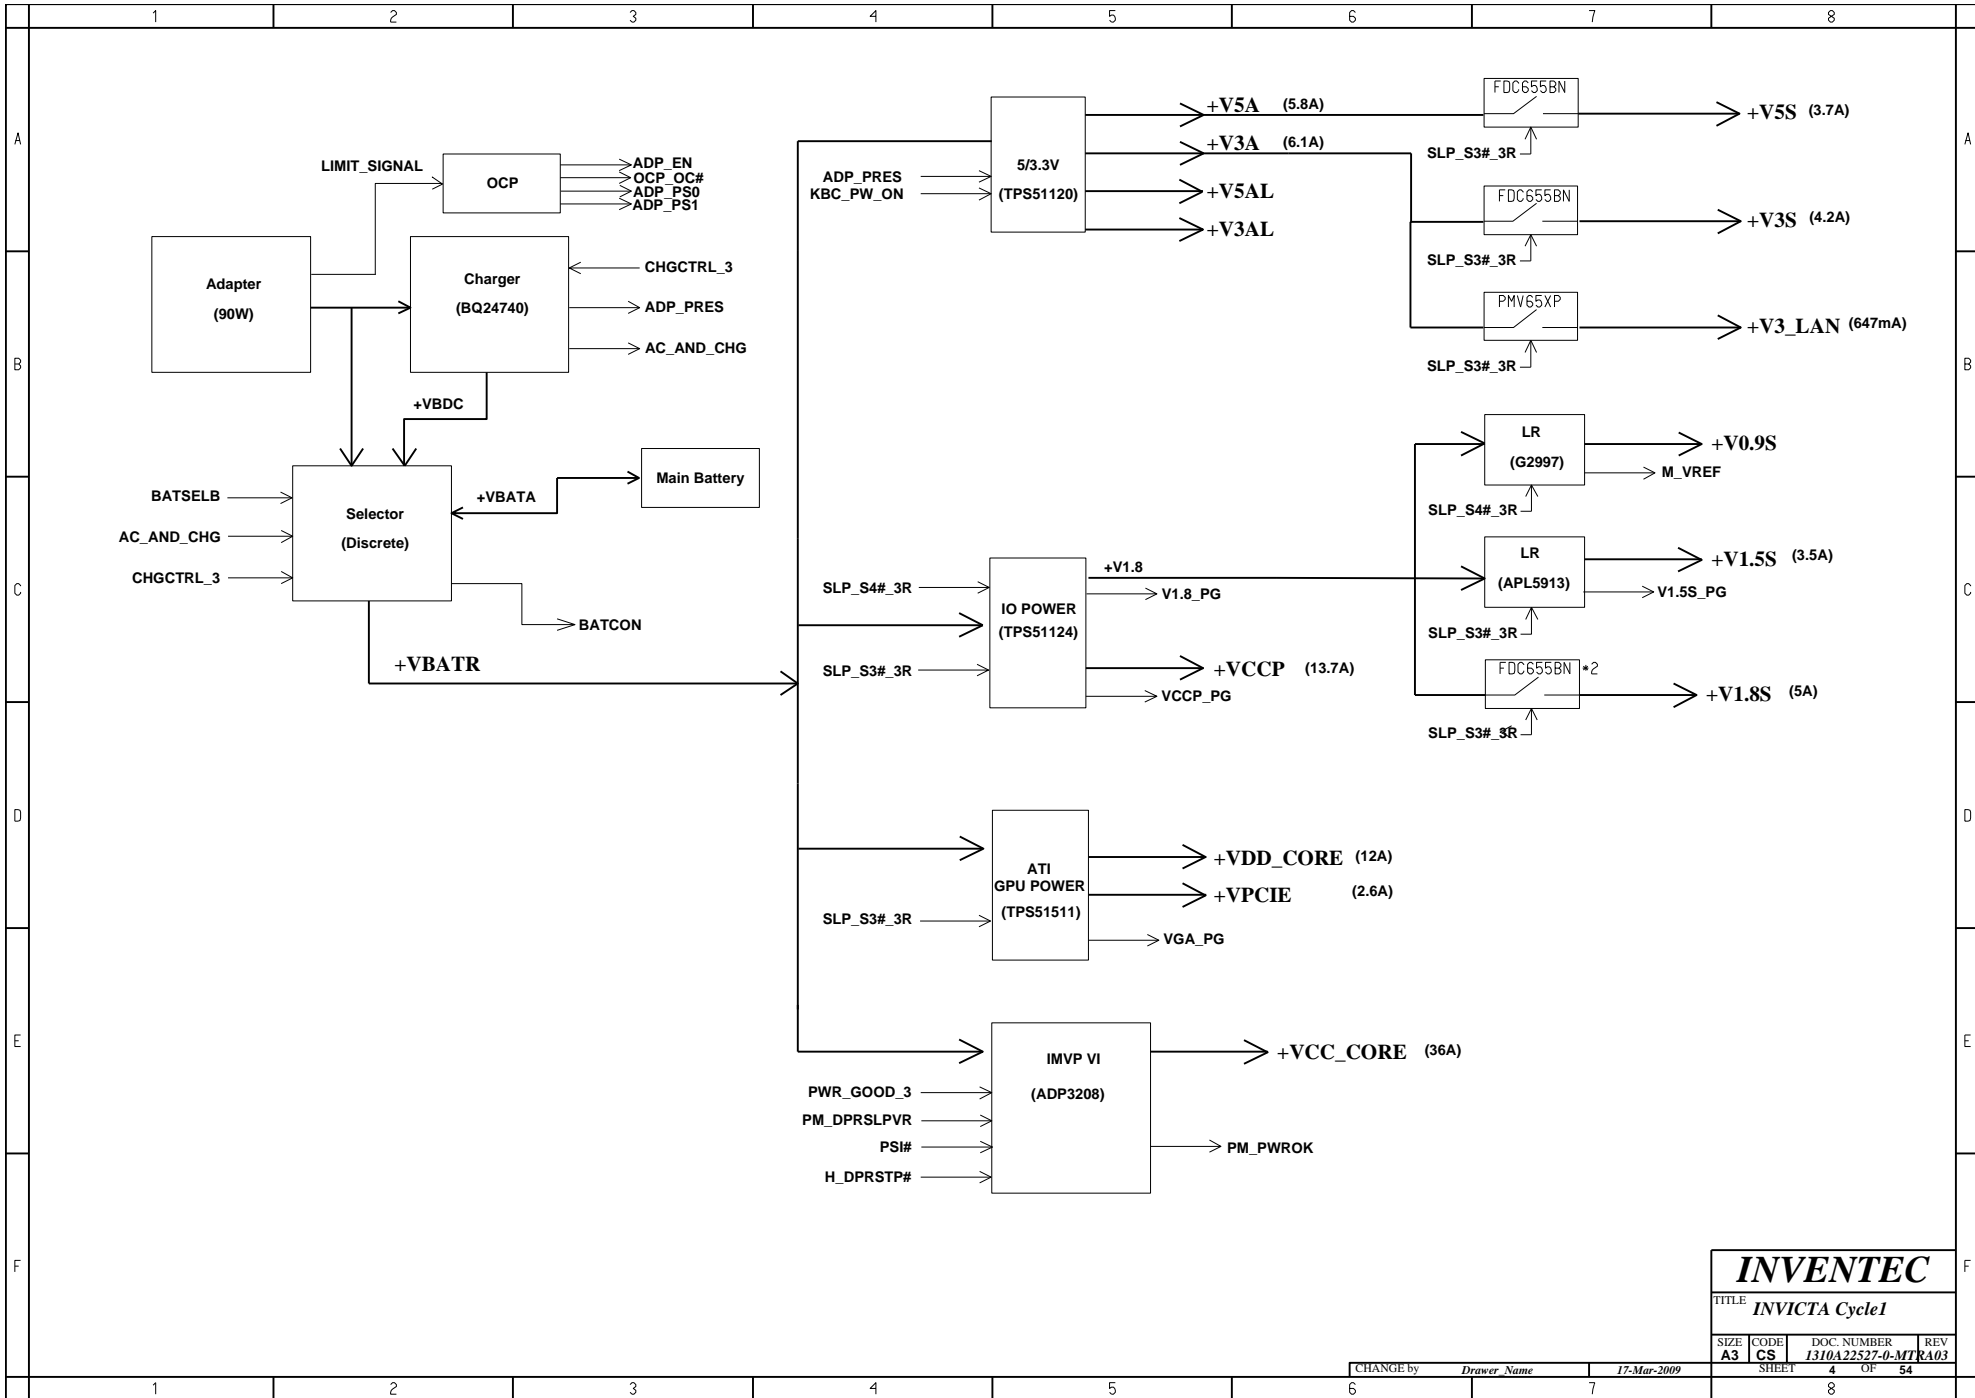 1 2 3 4 5 6 7 8
A A
B B
C C
D D
E E
F F
LIMIT_SIGNAL
OCP
ADP_EN
OCP_OC#
ADP_PS0
ADP_PS1
Adapter
(90W)
Charger
(BQ24740)
CHGCTRL_3
ADP_PRES
AC_AND_CHG
+VBDC
BATSELB
AC_AND_CHG
CHGCTRL_3
Selector
(Discrete)
+VBATA
Main Battery
BATCON
+VBATR
ADP_PRES
KBC_PW_ON
5/3.3V
(TPS51120)
+V5A (5.8A)
+V3A (6.1A)
+V5AL
+V3AL
FDC655BN
SLP_S3#_3R
+V5S (3.7A)
FDC655BN
SLP_S3#_3R
+V3S (4.2A)
PMV65XP
SLP_S3#_3R
+V3_LAN (647mA)
SLP_S4#_3R
SLP_S3#_3R
IO POWER
(TPS51124)
+V1.8
V1.8_PG
+VCCP (13.7A)
VCCP_PG
LR
(G2997)
SLP_S4#_3R
+V0.9S
M_VREF
LR
(APL5913)
SLP_S3#_3R
+V1.5S (3.5A)
V1.5S_PG
FDC655BN *2
SLP_S3#_3R
+V1.8S (5A)
SLP_S3#_3R
ATI
GPU POWER
(TPS51511)
+VDD_CORE (12A)
+VPCIE (2.6A)
VGA_PG
PWR_GOOD_3
PM_DPRSLPVR
PSI#
H_DPRSTP#
IMVP VI
(ADP3208)
+VCC_CORE (36A)
PM_PWROK
INVENTEC
TITLE INVICTA Cycle1
SIZE CODE DOC. NUMBER REV
A3 CS 1310A22527-0-MTR A03
CHANGE by Drawer_Name 17-Mar-2009 SHEET 4 OF 54
1 2 3 4 5 6 7 8